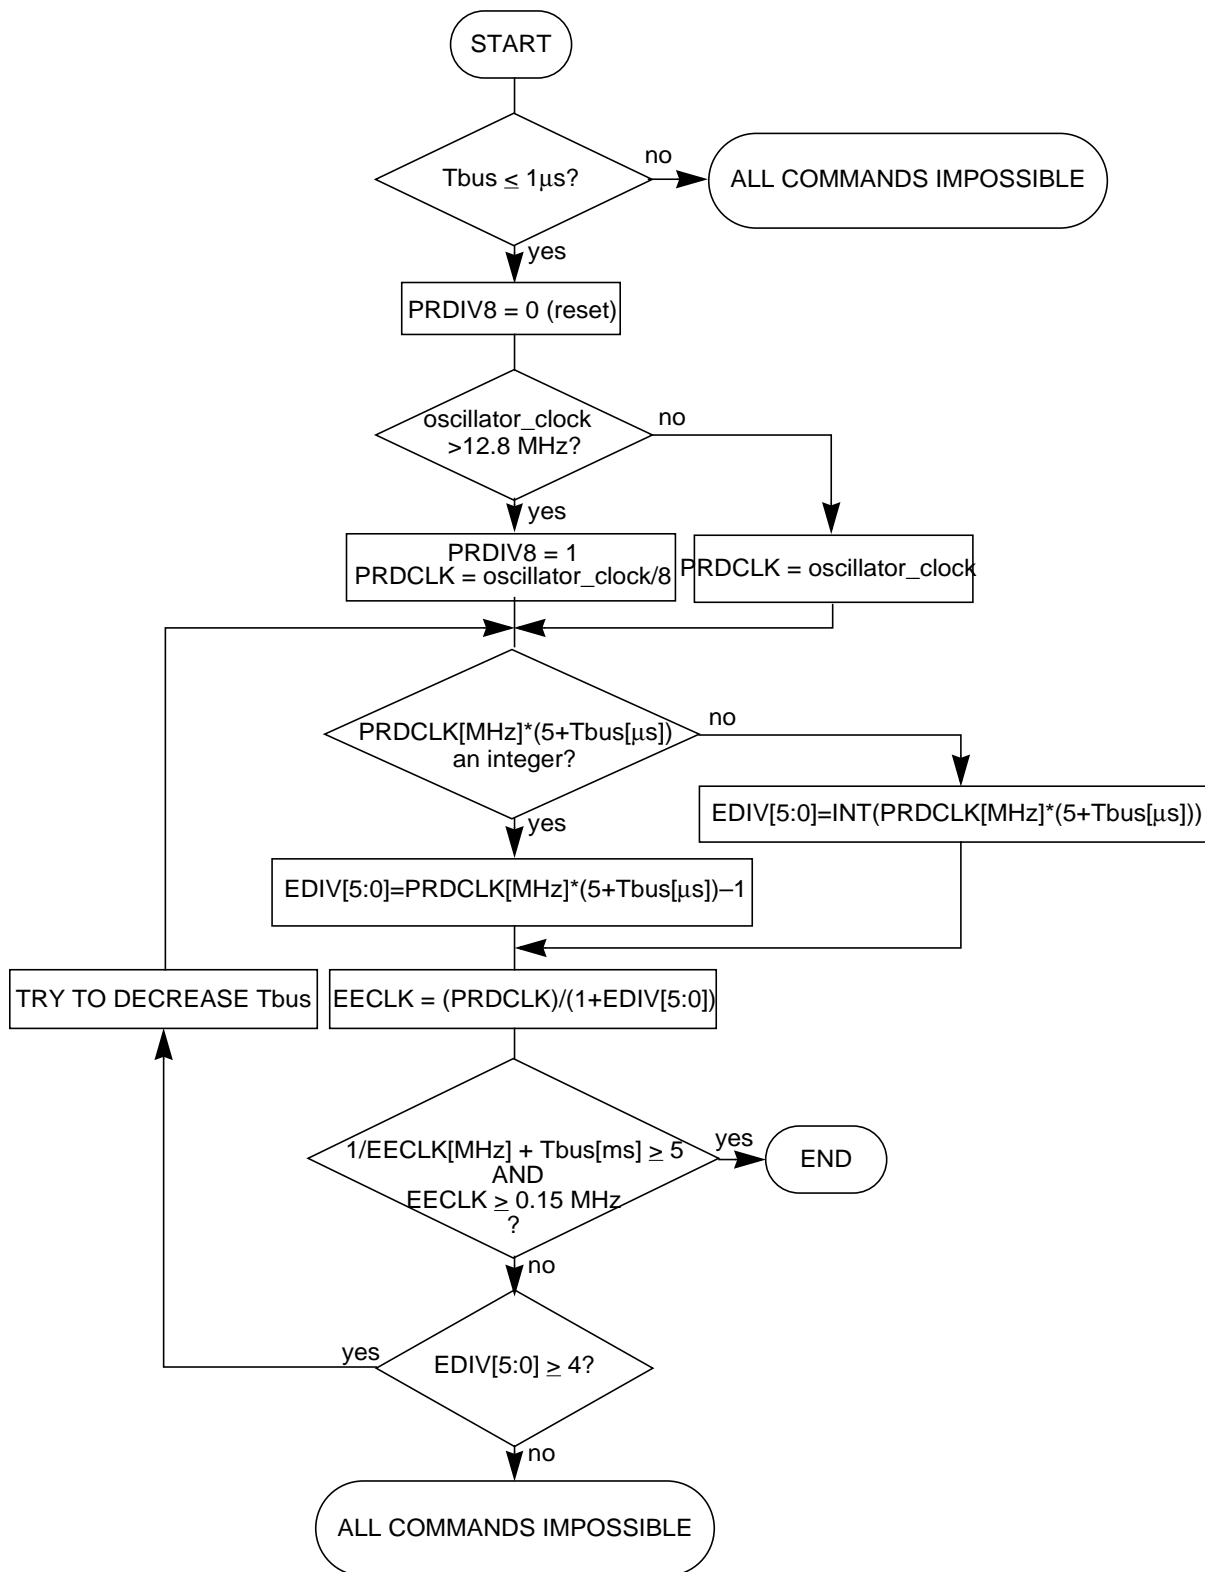 START
Tbus ≤ 1μs?
no
ALL COMMANDS IMPOSSIBLE
yes
PRDIV8 = 0 (reset)
oscillator_clock
>12.8 MHz?
no
yes
PRDIV8 = 1
PRDCLK = oscillator_clock/8
PRDCLK = oscillator_clock
PRDCLK[MHz]*(5+Tbus[μs])
an integer?
no
yes
EDIV[5:0]=INT(PRDCLK[MHz]*(5+Tbus[μs]))
EDIV[5:0]=PRDCLK[MHz]*(5+Tbus[μs])–1
TRY TO DECREASE Tbus
EECLK = (PRDCLK)/(1+EDIV[5:0])
1/EECLK[MHz] + Tbus[ms] ≥ 5
AND
EECLK ≥ 0.15 MHz
?
yes
END
no
EDIV[5:0] ≥ 4?
yes
no
ALL COMMANDS IMPOSSIBLE